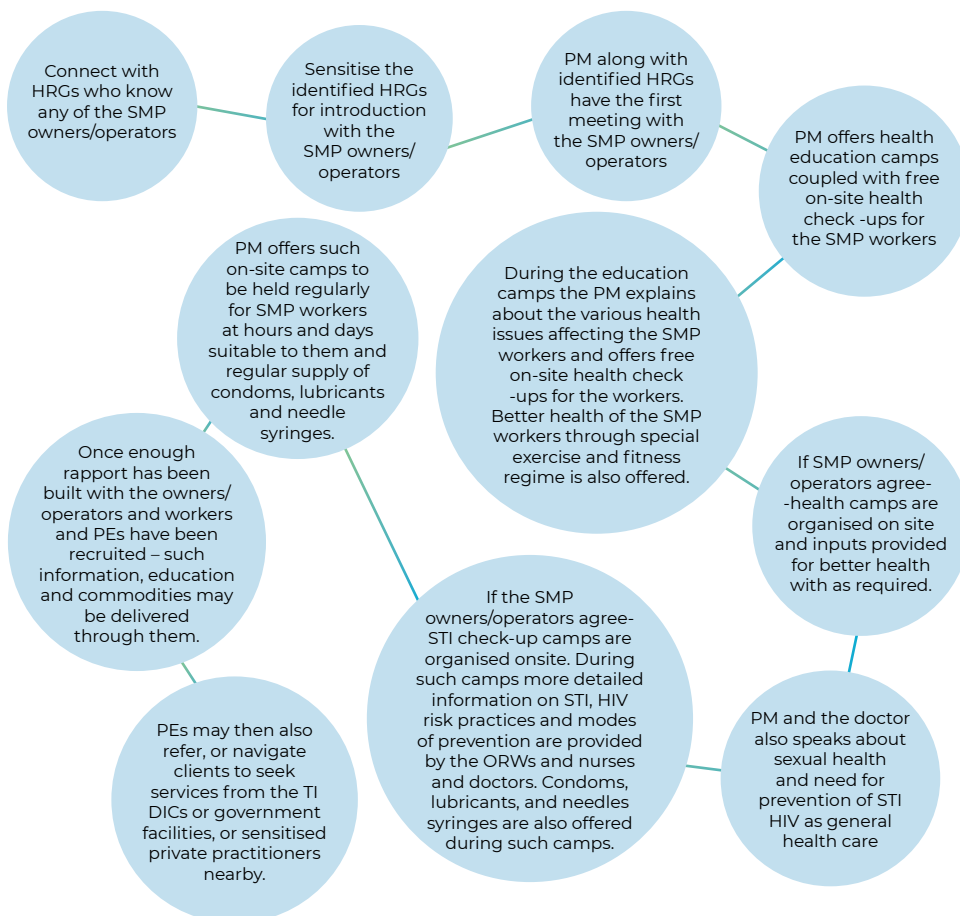 Connect with
HRGs who know
any of the SMP
owners/operators
Sensitise the
identified HRGs
for introduction
with the
SMP owners/
operators
PM along with
identified HRGs
have the first
meeting with
the SMP owners/
operators
PM offers health
education camps
coupled with free
on-site health
check -ups for
the SMP workers
During the education
camps the PM explains
about the various health
issues affecting the SMP
workers and offers free
on-site health check
-ups for the workers.
Better health of the SMP
workers through special
exercise and fitness
regime is also offered.
If SMP owners/
operators agree-
-health camps are
organised on site
and inputs provided
for better health
with as required.
PM and the doctor
also speaks about
sexual health
and need for
prevention of STI
HIV as general
health care
If the SMP
owners/operators agree-
STI check-up camps are
organised onsite. During
such camps more detailed
information on STI, HIV
risk practices and modes
of prevention are provided
by the ORWs and nurses
and doctors. Condoms,
lubricants, and needles
syringes are also offered
during such camps.
PM offers such
on-site camps to
be held regularly
for SMP workers
at hours and days
suitable to them and
regular supply of
condoms, lubricants
and needle
syringes.
Once enough
rapport has been
built with the owners/
operators and workers
and PEs have been
recruited – such
information, education
and commodities may
be delivered
through them.
PEs may then also
refer, or navigate
clients to seek
services from the TI
DICs or government
facilities, or sensitised
private practitioners
nearby.